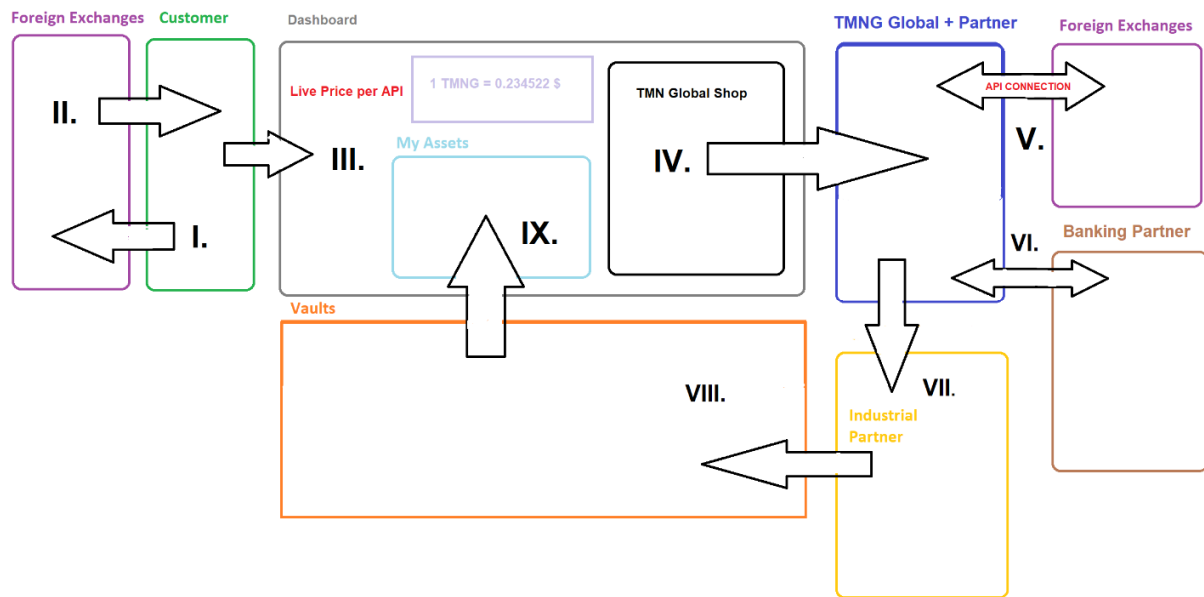 Foreign Exchanges
Customer
Dashboard
TMNG Global + Partner
Foreign Exchanges
1 TMNG = 0.234522 $
Live Price per API
TMN Global Shop
API CONNECTION
II.
My Assets
III.
IV.
V.
I.
IX.
VI.
Banking Partner
Vaults
VIII.
VII.
Industrial
Partner